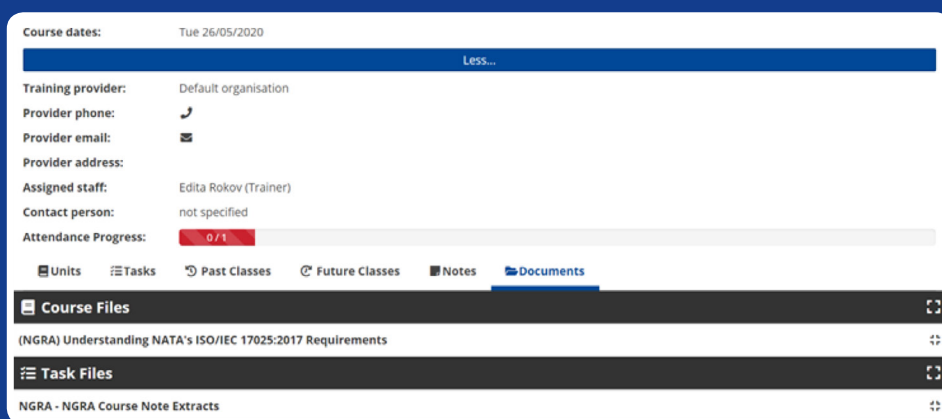 Course dates: Tue 26/05/2020
Less...
Training provider: Default organisation
Provider phone:
Provider email:
Provider address:
Assigned staff: Edita Rokov (Trainer)
Contact person: not specified
Attendance Progress: 0/1
Units Tasks Past Classes Future Classes Notes Documents
Course Files
(NGRA) Understanding NATA's ISO/IEC 17025:2017 Requirements
Task Files
NGRA - NGRA Course Note Extracts